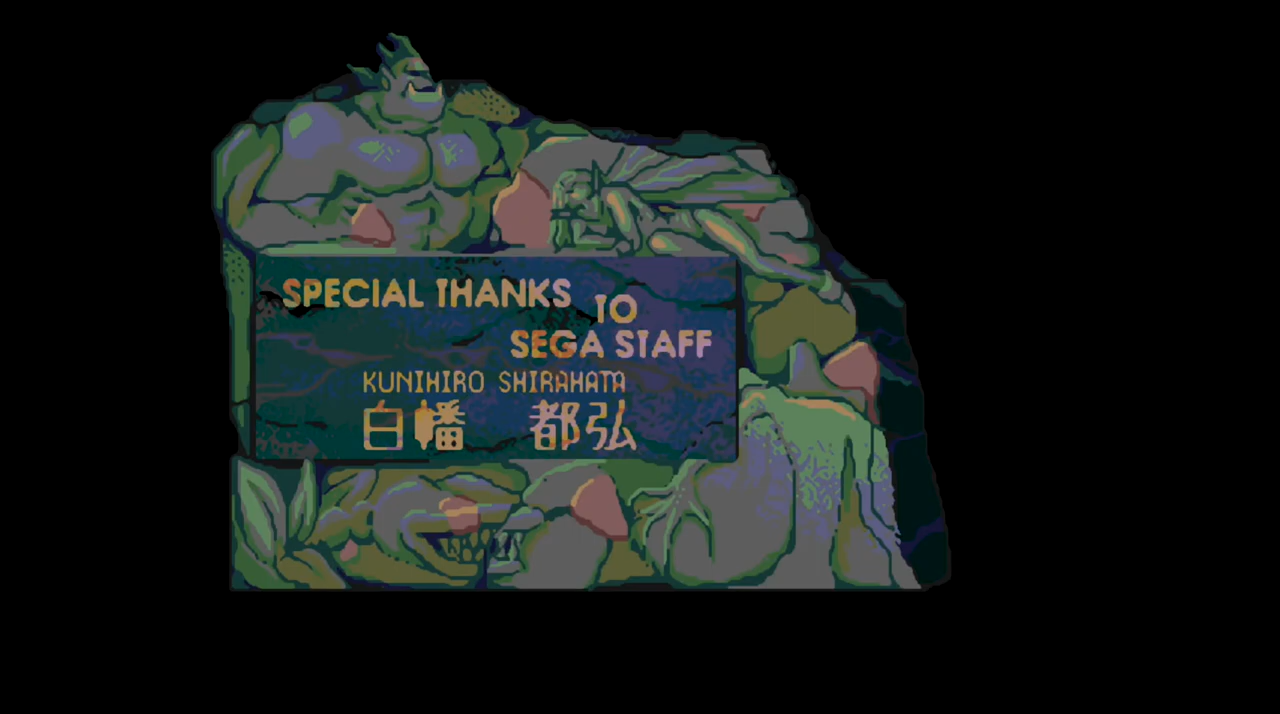 SPECIAL THANKS
TO
SEGA STAFF
KUNIHIRO SHIRAHATA
白幡 都弘